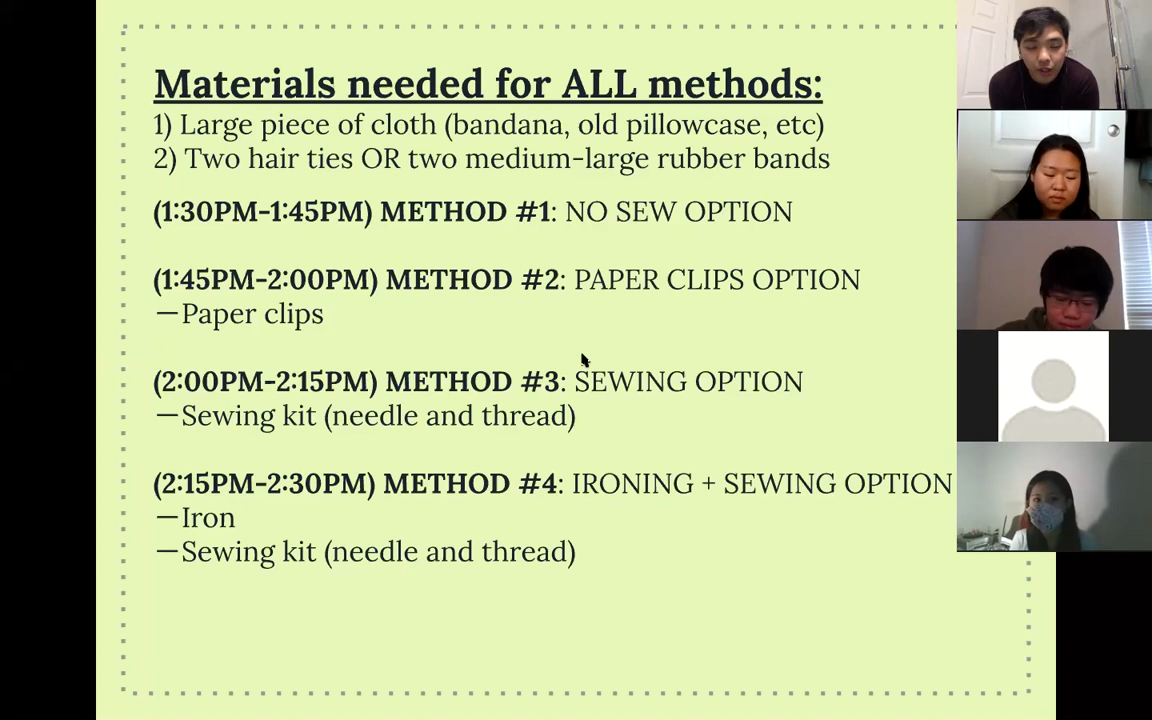 Materials needed for ALL methods:
1) Large piece of cloth (bandana, old pillowcase, etc)
2) Two hair ties OR two medium-large rubber bands
(1:30PM-1:45PM) METHOD #1: NO SEW OPTION
(1:45PM-2:00PM) METHOD #2: PAPER CLIPS OPTION
—Paper clips
(2:00PM-2:15PM) METHOD #3: SEWING OPTION
—Sewing kit (needle and thread)
(2:15PM-2:30PM) METHOD #4: IRONING + SEWING OPTION
—Iron
—Sewing kit (needle and thread)